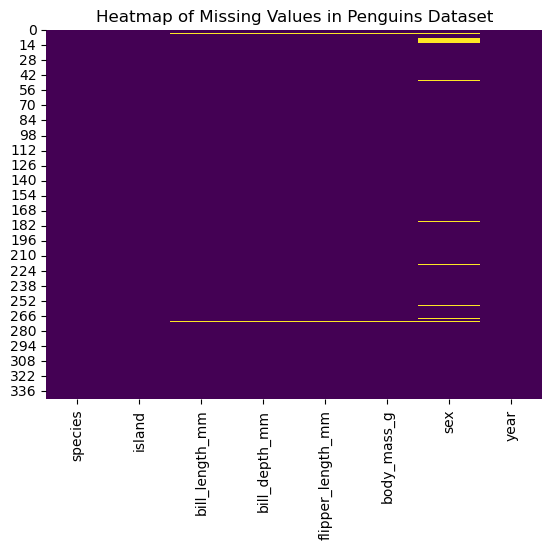 Heatmap of Missing Values in Penguins Dataset
0
14
28
42
56
70
84
98
112
126
140
154
168
182
196
210
224
238
252
266
280
294
308
322
336
species
island
bill_length_mm
bill_depth_mm
flipper_length_mm
body_mass_g
sex
year